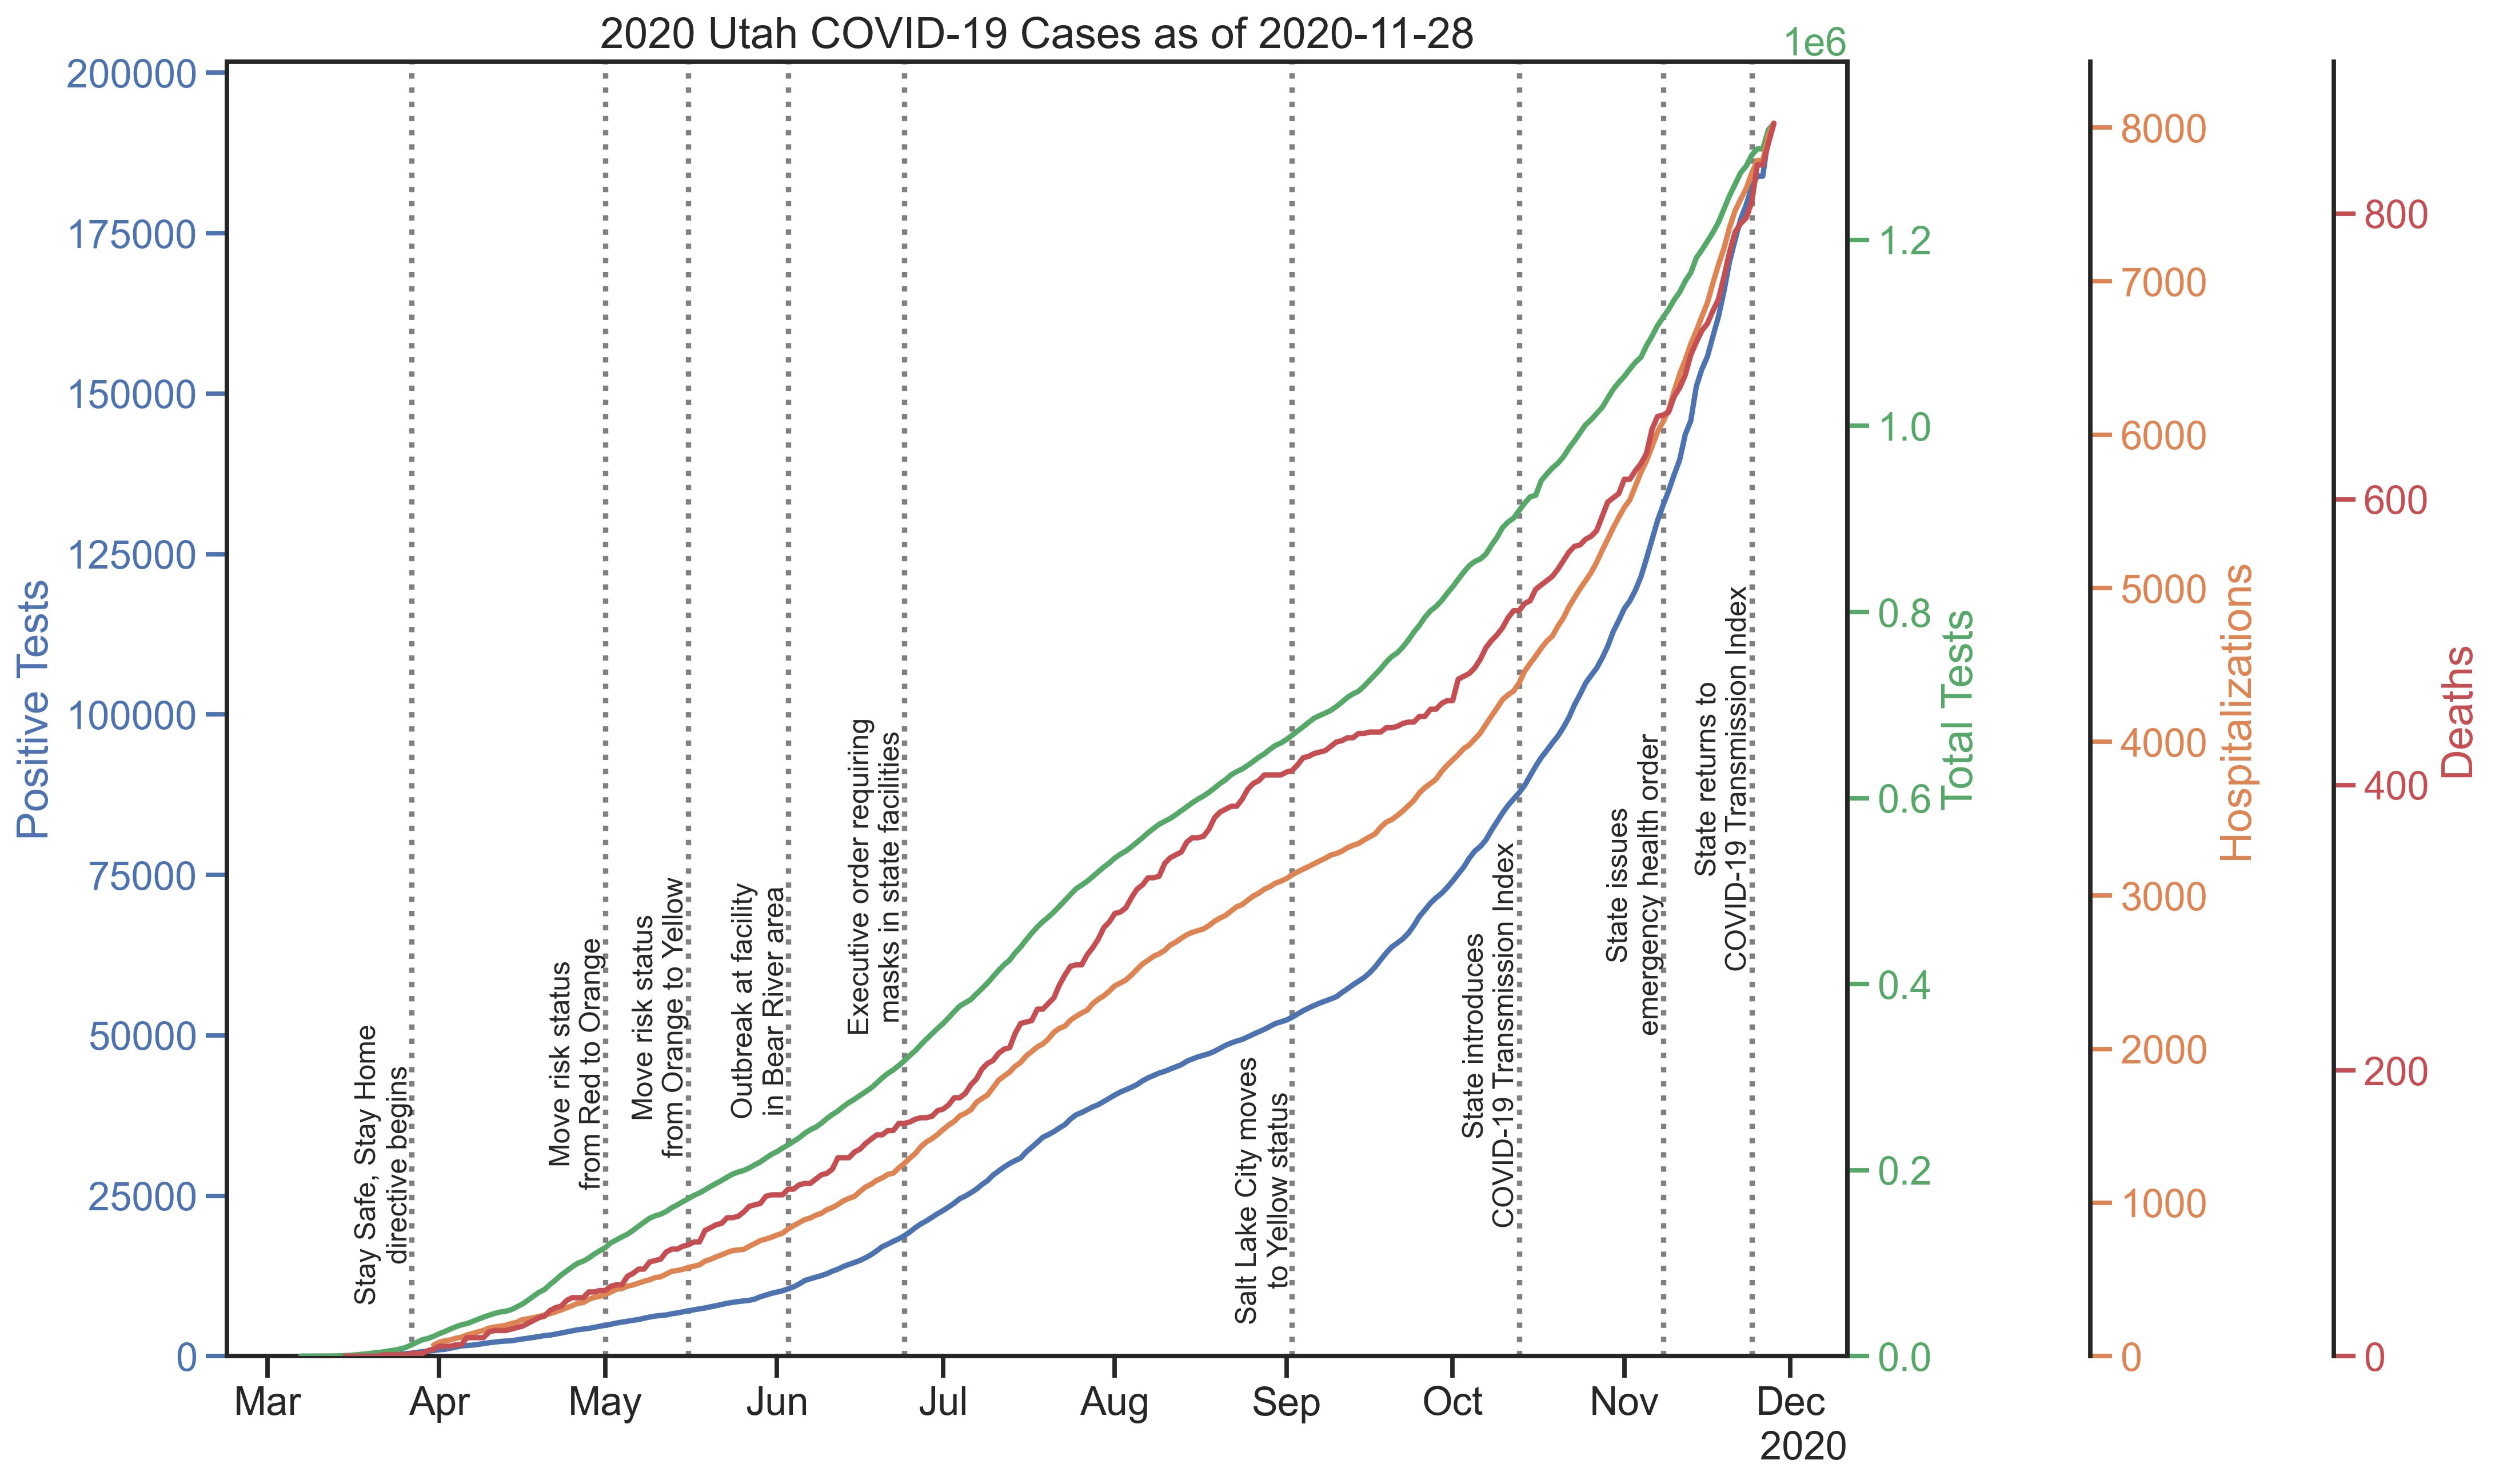 2020 Utah COVID-19 Cases as of 2020-11-28
1e6
200000
175000
150000
125000
100000
75000
50000
25000
0
Positive Tests
Stay Safe, Stay Home
directive begins
Move risk status
from Red to Orange
Move risk status
from Orange to Yellow
Outbreak at facility
in Bear River area
Executive order requiring
masks in state facilities
Salt Lake City moves
to Yellow status
State introduces
COVID-19 Transmission Index
State issues
emergency health order
State returns to
COVID-19 Transmission Index
Mar
Apr
May
Jun
Jul
Aug
Sep
Oct
Nov
Dec
2020
1.2
1.0
0.8
0.6
0.4
0.2
0.0
Total Tests
8000
7000
6000
5000
4000
3000
2000
1000
0
Hospitalizations
800
600
400
200
0
Deaths